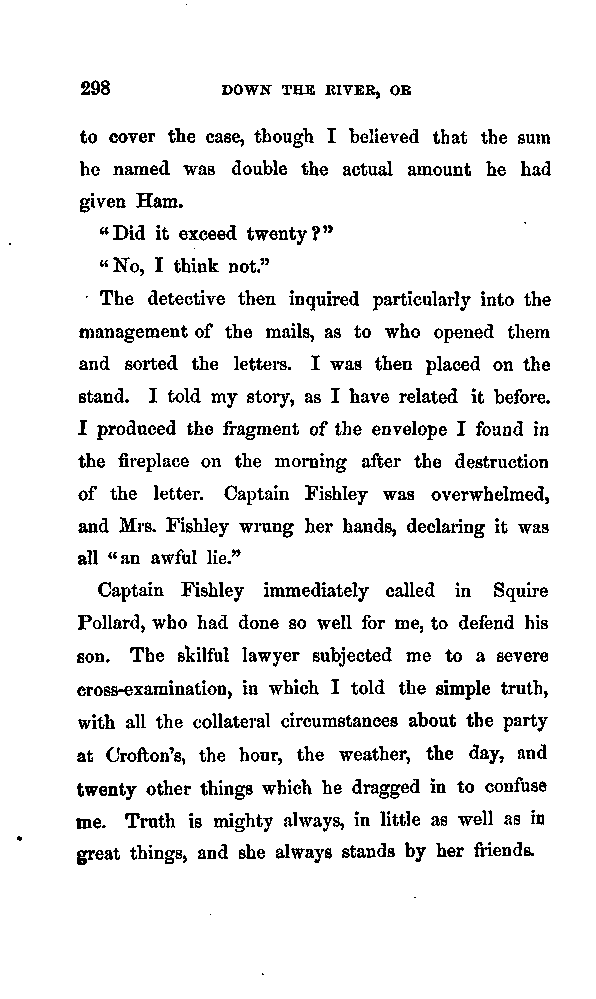 298 DOWN THE RIVER, OR
to cover the case, though I believed that the sum
he named was double the actual amount he had
given Ham.
"Did it exceed twenty?"
"No, I think not."
The detective then inquired particularly into the
management of the mails, as to who opened them
and sorted the letters. I was then placed on the
stand. I told my story, as I have related it before.
I produced the fragment of the envelope I found in
the fireplace on the morning after the destruction
of the letter. Captain Fishley was overwhelmed,
and Mrs. Fishley wrung her hands, declaring it was
all "an awful lie."
Captain Fishley immediately called in Squire
Pollard, who had done so well for me, to defend his
son. The skilful lawyer subjected me to a severe
cross-examination, in which I told the simple truth,
with all the collateral circumstances about the party
at Crofton's, the hour, the weather, the day, and
twenty other things which he dragged in to confuse
me. Truth is mighty always, in little as well as in
great things, and she always stands by her friends.